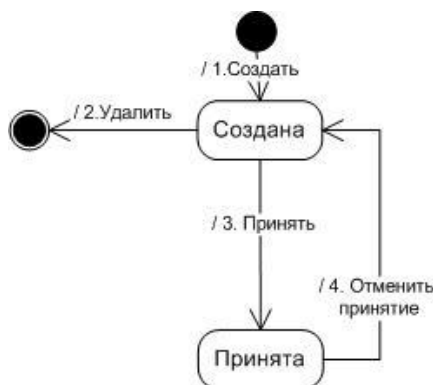 / 1.Создать
/ 2.Удалить
Создана
/ 3. Принять
/ 4. Отменить
принятие
Принята